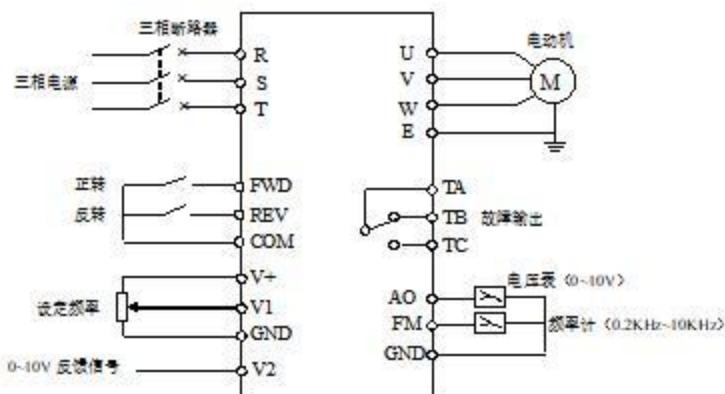 三相断路器
三相电源
R
S
T
U
V
W
E
电动机
M
正转
反转
FWD
REV
COM
TA
TB
TC
故障输出
设定频率
V+
V1
GND
0~10V 反馈信号
V2
AO
FM
GND
电压表（0~10V）
频率计（0.2KHz~10KHz）